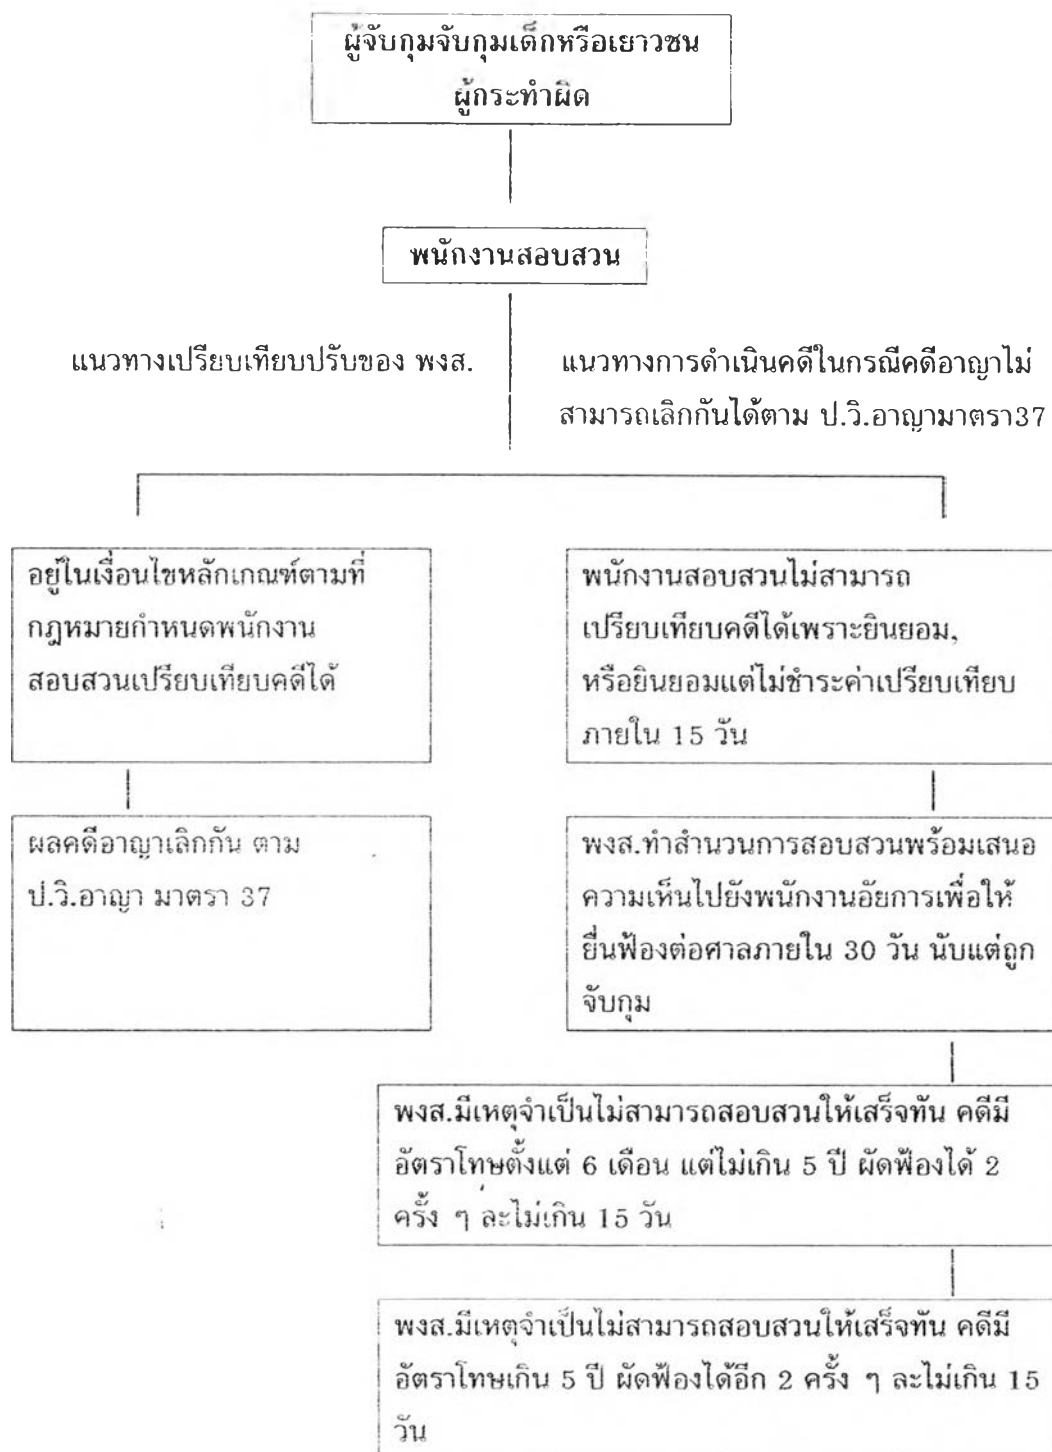 ผู้จับกุมจับกุมเด็กหรือเยาวชน
ผู้กระทำผิด
พนักงานสอบสวน
แนวทางเปรียบเทียบปรับของ พงส.
แนวทางการดำเนินคดีในกรณีคดีอาญาไม่
สามารถเลิกกันได้ตาม ป.วิ.อาญามาตรา37
อยู่ในเงื่อนไขหลักเกณฑ์ตามที่
กฎหมายกำหนดพนักงาน
สอบสวนเปรียบเทียบคดีได้
ผลคดีอาญาเลิกกัน ตาม
ป.วิ.อาญา มาตรา 37
พนักงานสอบสวนไม่สามารถ
เปรียบเทียบคดีได้เพราะยินยอม,
หรือยินยอมแต่ไม่ชำระค่าเปรียบเทียบ
ภายใน 15 วัน
พงส.ทำสำนวนการสอบสวนพร้อมเสนอ
ความเห็นไปยังพนักงานอัยการเพื่อให้
ยื่นฟ้องต่อศาลภายใน 30 วัน นับแต่ถูก
จับกุม
พงส.มีเหตุจำเป็นไม่สามารถสอบสวนให้เสร็จทัน คดีมี
อัตราโทษตั้งแต่ 6 เดือน แต่ไม่เกิน 5 ปี ผัดฟ้องได้ 2
ครั้ง ๆ ละไม่เกิน 15 วัน
พงส.มีเหตุจำเป็นไม่สามารถสอบสวนให้เสร็จทัน คดีมี
อัตราโทษเกิน 5 ปี ผัดฟ้องได้อีก 2 ครั้ง ๆ ละไม่เกิน 15
วัน